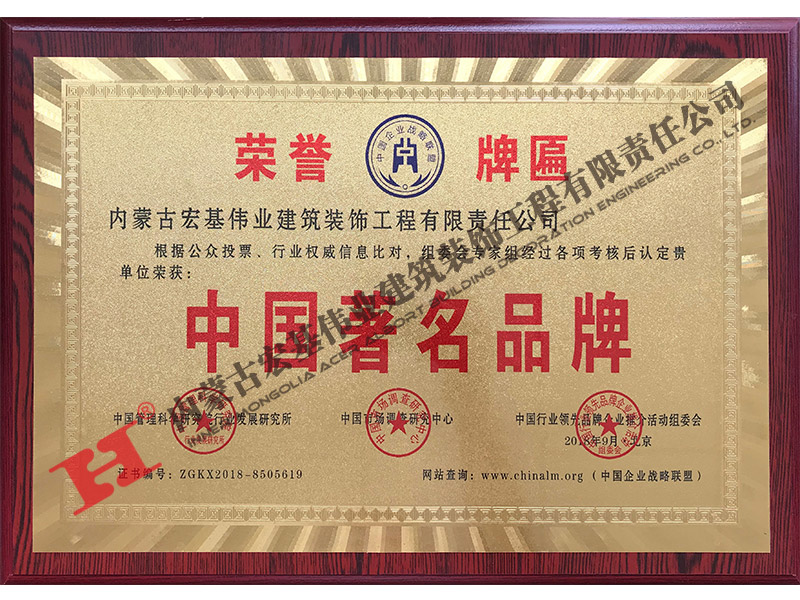 荣誉 牌匾
中国企业战略联盟
内蒙古宏基伟业建筑装饰工程有限责任公司
根据公众投票、行业权威信息比对，组委会专家组经过各项考核后认定贵
单位荣获：
中国著名品牌
中国管理科学研究院行业发展研究所 中国市场调查研究中心 中国行业领先品牌企业推介活动组委会
2018年9月·北京
证书编号：ZGKX2018-8505619 网站查询：www.chinalm.org（中国企业战略联盟）
H®
内蒙古宏基伟业建筑装饰工程有限责任公司